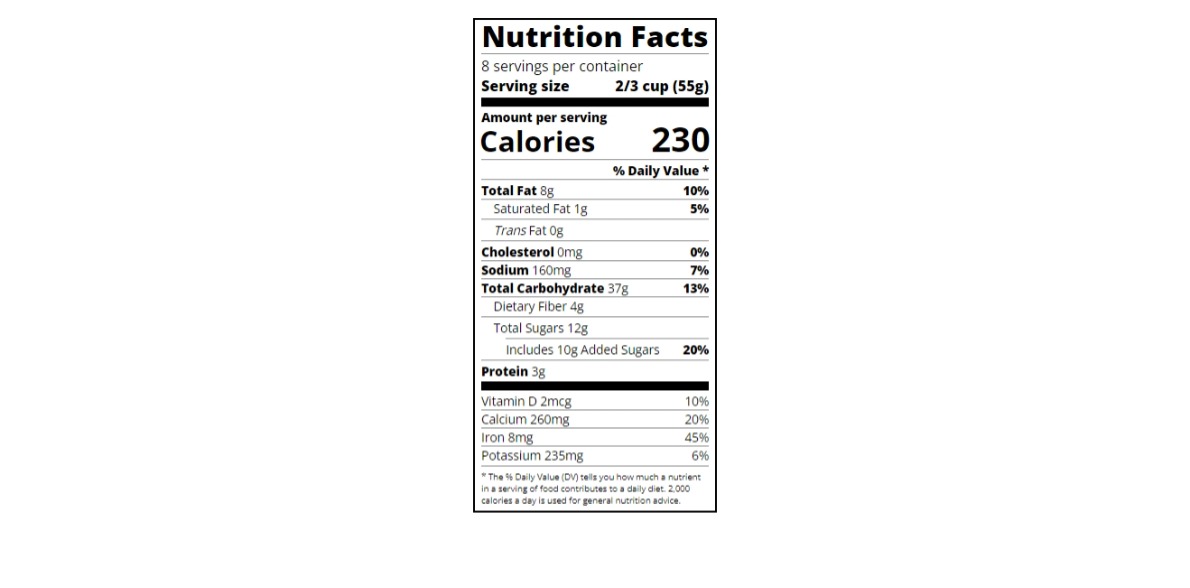 Nutrition Facts
8 servings per container
Serving size 2/3 cup (55g)
Amount per serving
Calories 230
% Daily Value *
Total Fat 8g 10%
Saturated Fat 1g 5%
Trans Fat 0g
Cholesterol 0mg 0%
Sodium 160mg 7%
Total Carbohydrate 37g 13%
Dietary Fiber 4g
Total Sugars 12g
Includes 10g Added Sugars 20%
Protein 3g
Vitamin D 2mcg 10%
Calcium 260mg 20%
Iron 8mg 45%
Potassium 235mg 6%
* The % Daily Value (DV) tells you how much a nutrient
in a serving of food contributes to a daily diet. 2,000
calories a day is used for general nutrition advice.